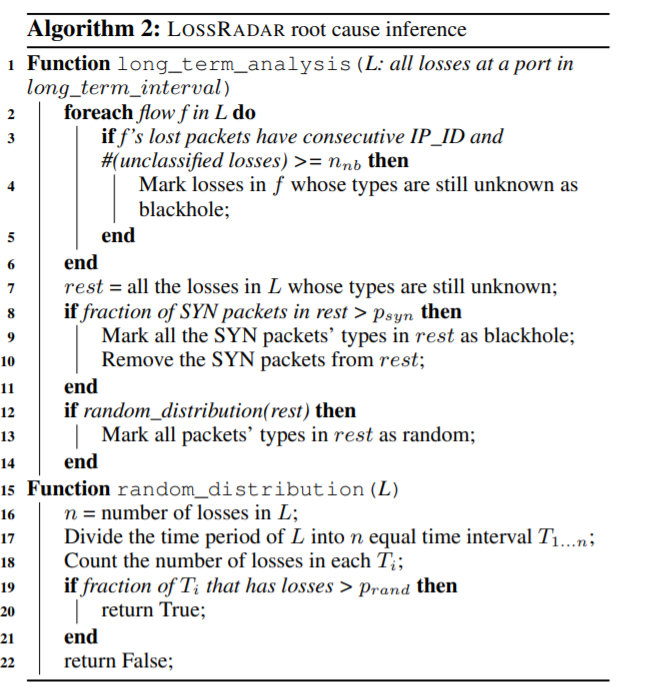 Algorithm 2: LOSSRADAR root cause inference
1 Function long_term_analysis(L: all losses at a port in
long_term_interval)
2 foreach flow f in L do
3 if f's lost packets have consecutive IP_ID and
#(unclassified losses) >= n_nb then
4 Mark losses in f whose types are still unknown as
blackhole;
5 end
6 end
7 rest = all the losses in L whose types are still unknown;
8 if fraction of SYN packets in rest > p_syn then
9 Mark all the SYN packets' types in rest as blackhole;
10 Remove the SYN packets from rest;
11 end
12 if random_distribution(rest) then
13 Mark all packets' types in rest as random;
14 end
15 Function random_distribution(L)
16 n = number of losses in L;
17 Divide the time period of L into n equal time interval T_1...n;
18 Count the number of losses in each T_i;
19 if fraction of T_i that has losses > p_rand then
20 return True;
21 end
22 return False;